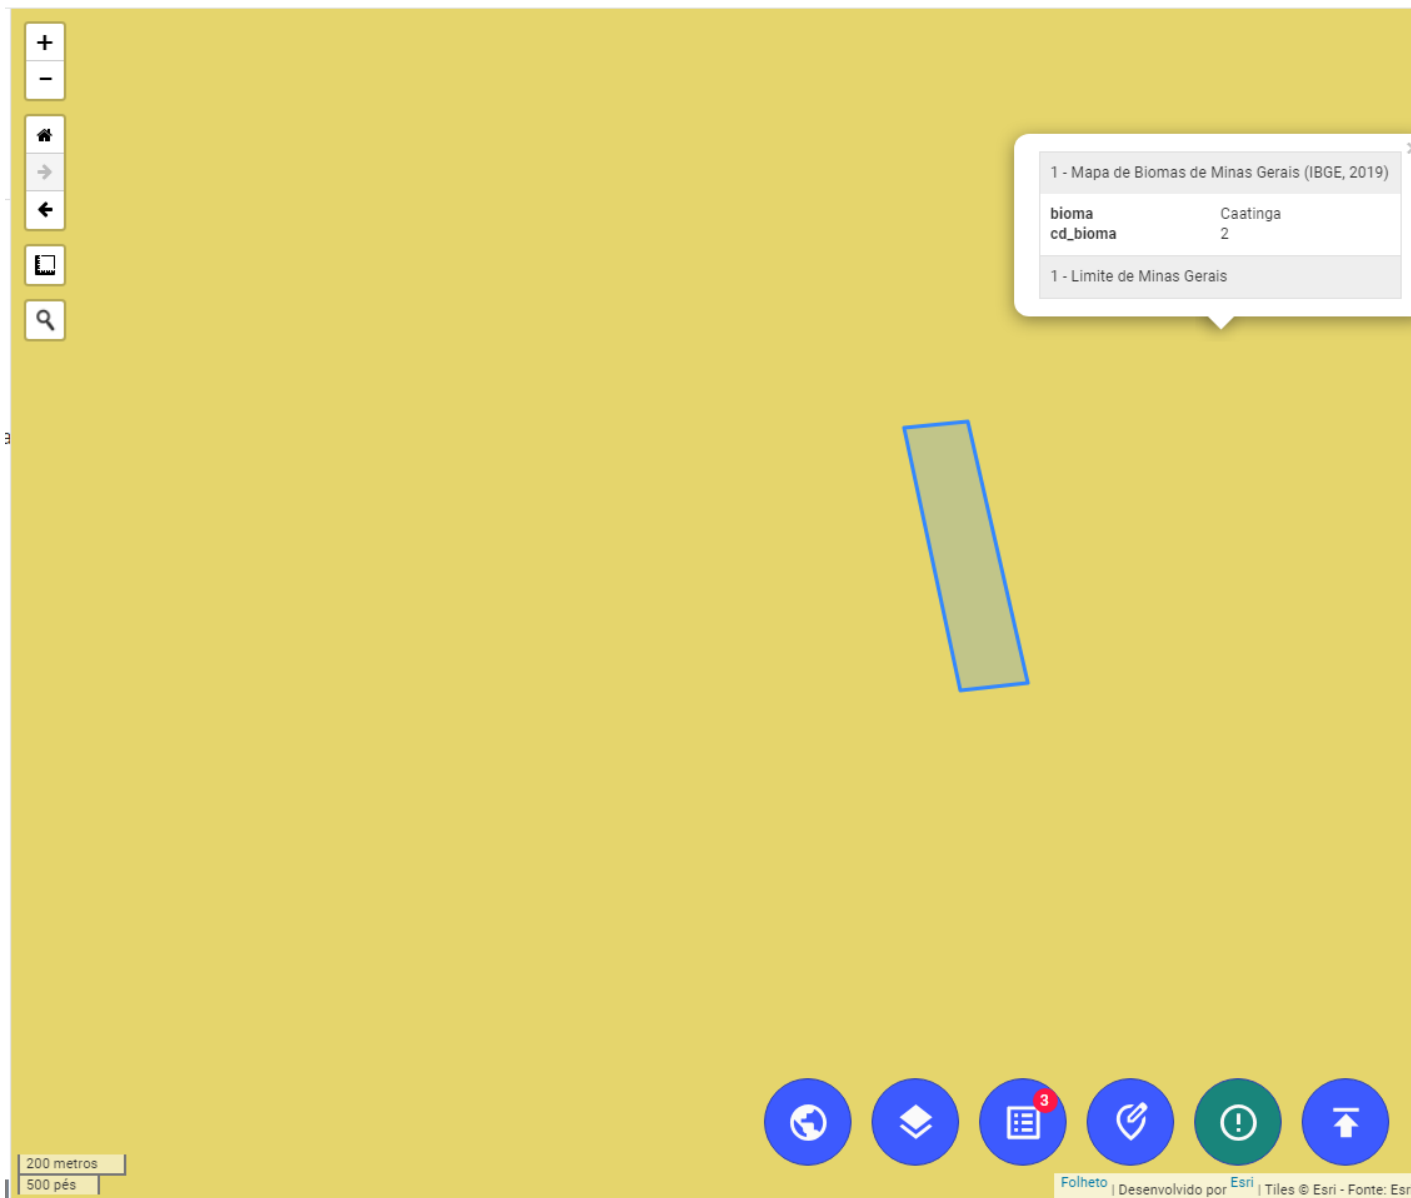 +
−
1 - Mapa de Biomas de Minas Gerais (IBGE, 2019)
bioma Caatinga
cd_bioma 2
1 - Limite de Minas Gerais
a
3
200 metros
500 pés
Folheto | Desenvolvido por Esri | Tiles © Esri - Fonte: Esr